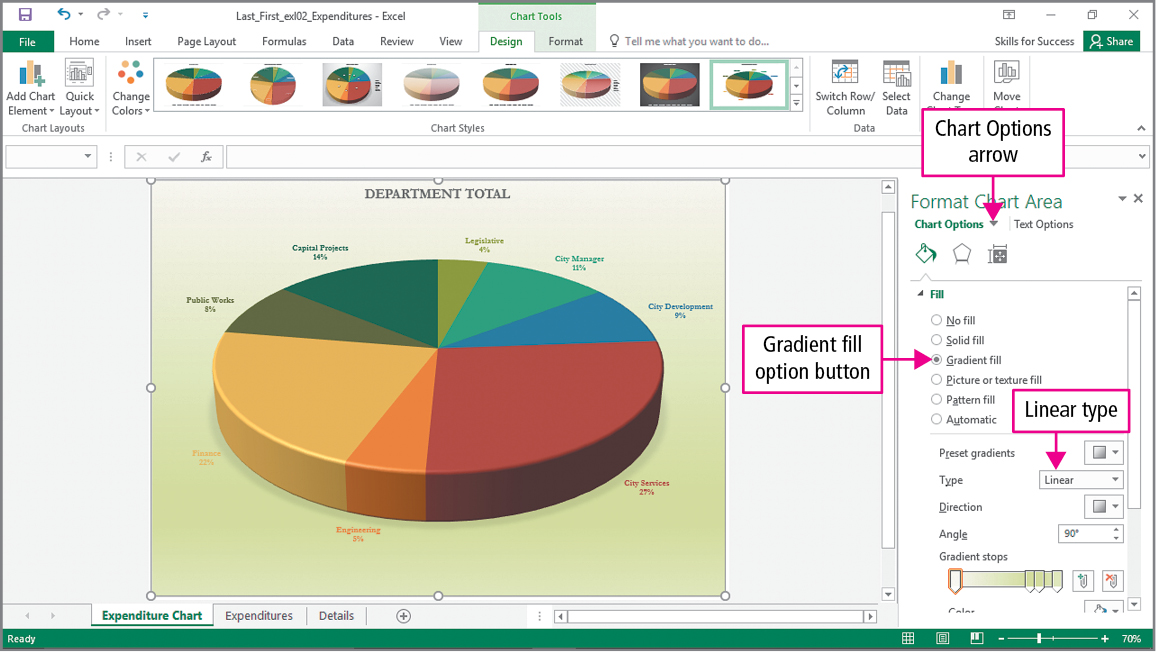 Last_First_exl02_Expenditures - Excel
Chart Tools
File
Home
Insert
Page Layout
Formulas
Data
Review
View
Design
Format
Tell me what you want to do...
Skills for Success
Share
Add Chart
Element
Quick
Layout
Change
Colors
Switch Row/
Column
Select
Data
Change
Move
Chart Layouts
Chart Styles
Data
fx
Chart Options
arrow
Format Chart Area
Chart Options
Text Options
DEPARTMENT TOTAL
Legislative
4%
City Manager
11%
City Development
9%
Capital Projects
14%
Public Works
8%
Finance
22%
Engineering
5%
City Services
27%
Fill
No fill
Solid fill
Gradient fill
Picture or texture fill
Pattern fill
Automatic
Gradient fill
option button
Linear type
Preset gradients
Type
Linear
Direction
Angle
90°
Gradient stops
Color
Expenditure Chart
Expenditures
Details
Ready
70%